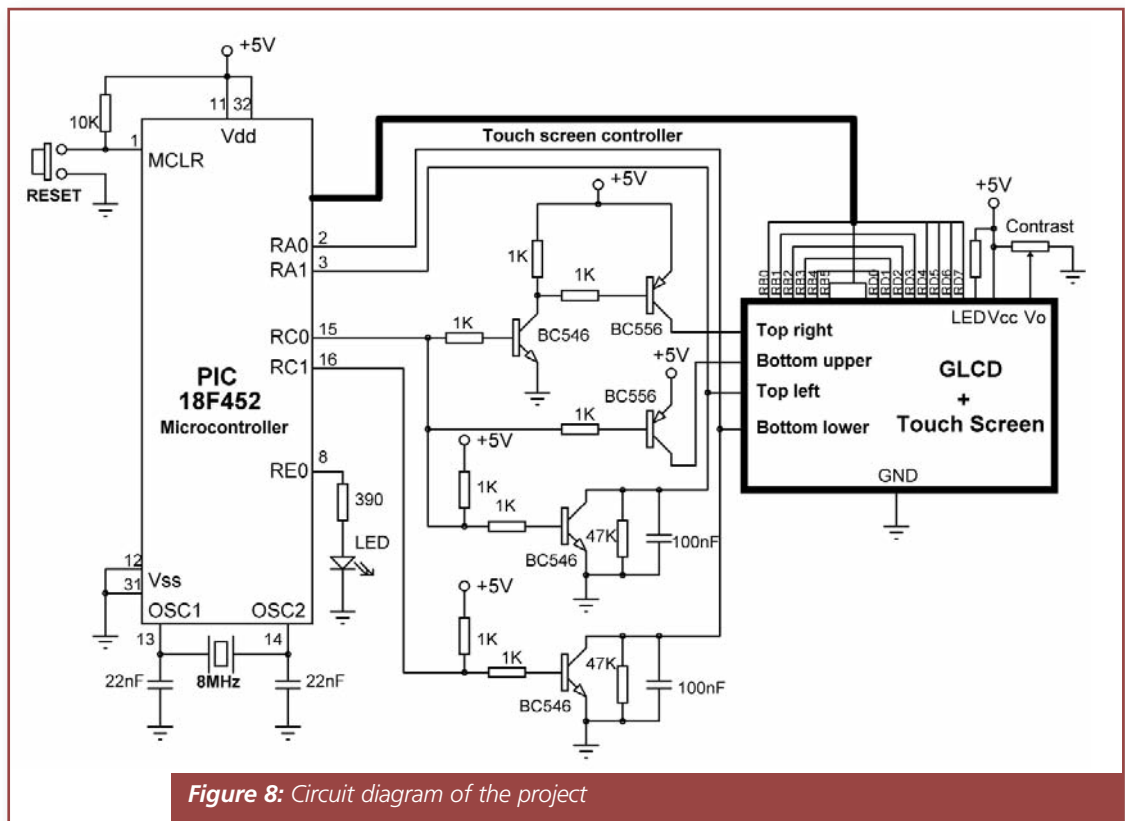 +5V
10K
11 32
Vdd
1
MCLR
RESET
Touch screen controller
RA0 2
RA1 3
RC0 15
RC1 16
PIC
18F452
Microcontroller
RE0 8
390
LED
12
Vss
31
OSC1
OSC2
13
14
22nF
8MHz
22nF
+5V
1K
1K
1K
BC546
BC556
+5V
BC556
1K
+5V
1K
1K
BC546
47K
100nF
+5V
1K
1K
BC546
47K
100nF
+5V
Contrast
RB0
RB1
RB2
RB3
RB4
RB5
RD0
RD1
RD2
RD3
RD4
RD5
RD6
RD7
LED Vcc Vo
Top right
Bottom upper
Top left
Bottom lower
GLCD
+
Touch Screen
GND
Figure 8: Circuit diagram of the project